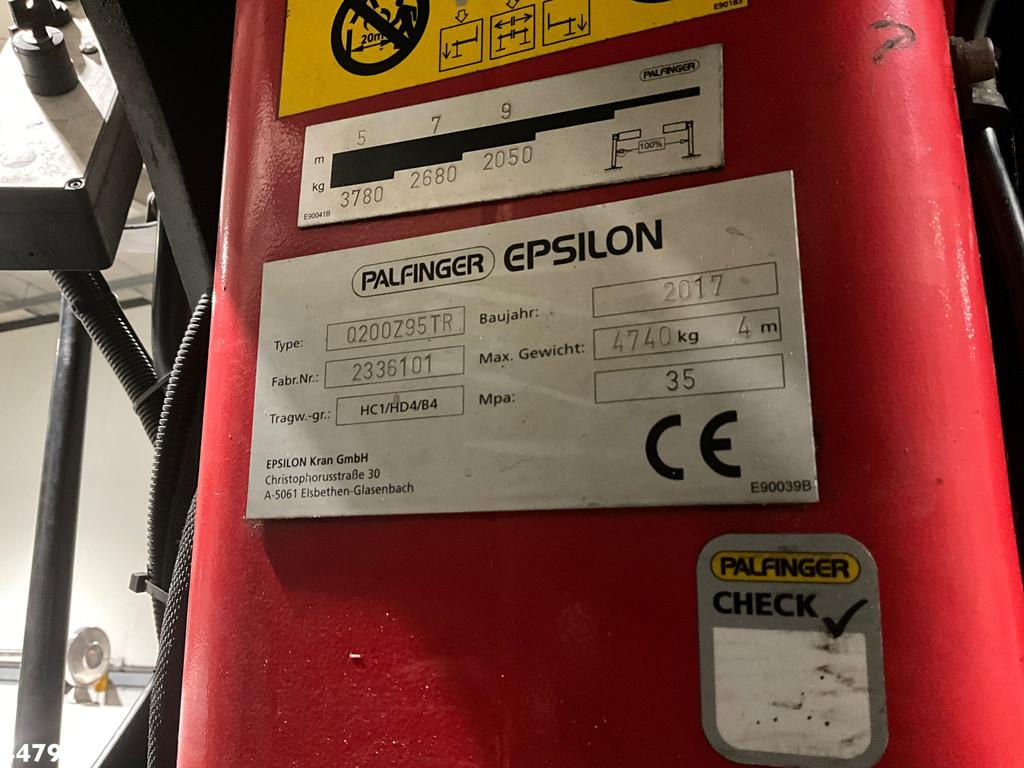 20m
E90183
PALFINGER
m 5 7 9
kg 3780 2680 2050
100%
E90041B
PALFINGER EPSILON
Type: Q200Z95TR Baujahr: 2017
Fabr.Nr.: 2336101 Max. Gewicht: 4740 kg 4 m
Tragw.-gr.: HC1/HD4/B4 Mpa: 35
EPSILON Kran GmbH
Christophorusstraße 30
A-5061 Elsbethen-Glasenbach
CE
E90039B
PALFINGER
CHECK